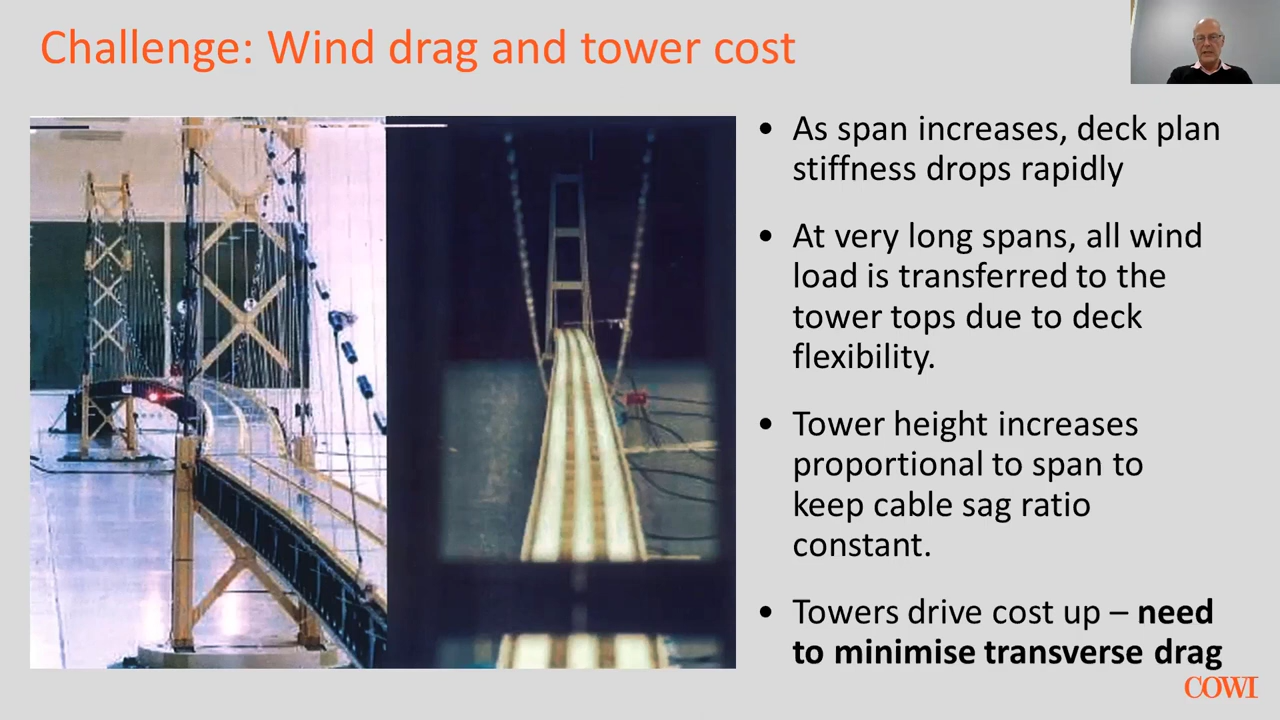 Challenge: Wind drag and tower cost
• As span increases, deck plan
stiffness drops rapidly
• At very long spans, all wind
load is transferred to the
tower tops due to deck
flexibility.
• Tower height increases
proportional to span to
keep cable sag ratio
constant.
• Towers drive cost up – need
to minimise transverse drag
COWI